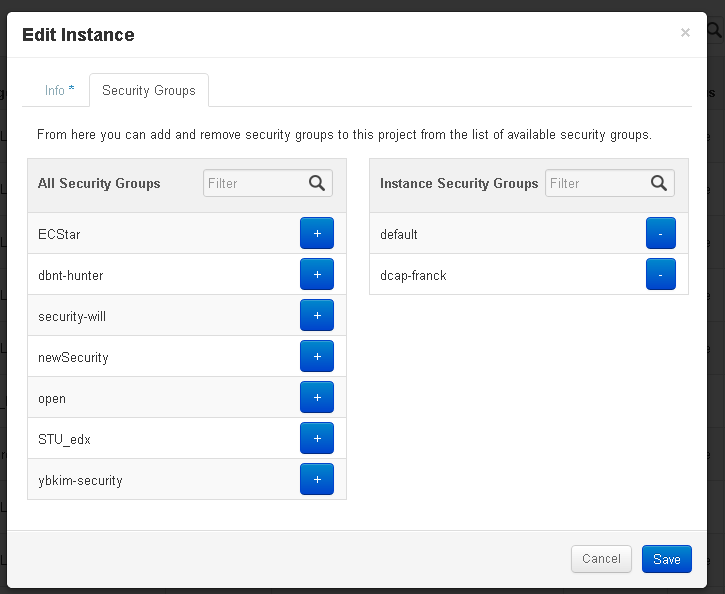 Edit Instance
×
Info *
Security Groups
From here you can add and remove security groups to this project from the list of available security groups.
All Security Groups
Filter
Instance Security Groups
Filter
ECStar
+
default
-
dbnt-hunter
+
dcap-franck
-
security-will
+
newSecurity
+
open
+
STU_edx
+
ybkim-security
+
Cancel
Save